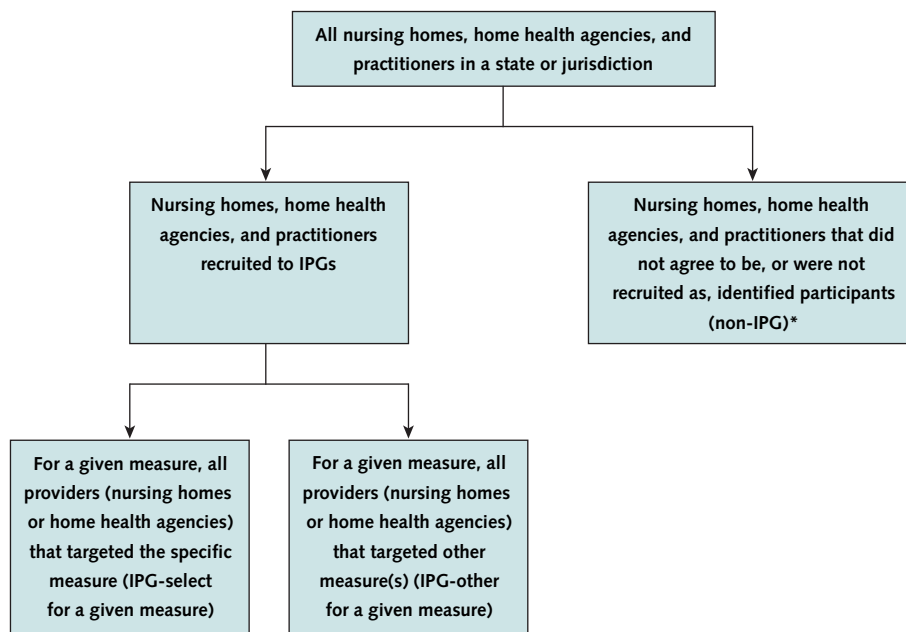 All nursing homes, home health agencies, and
practitioners in a state or jurisdiction
Nursing homes, home health
agencies, and practitioners
recruited to IPGs
Nursing homes, home health
agencies, and practitioners that did
not agree to be, or were not
recruited as, identified participants
(non-IPG)*
For a given measure, all
providers (nursing homes
or home health agencies)
that targeted the specific
measure (IPG-select
for a given measure)
For a given measure, all
providers (nursing homes
or home health agencies)
that targeted other
measure(s) (IPG-other
for a given measure)